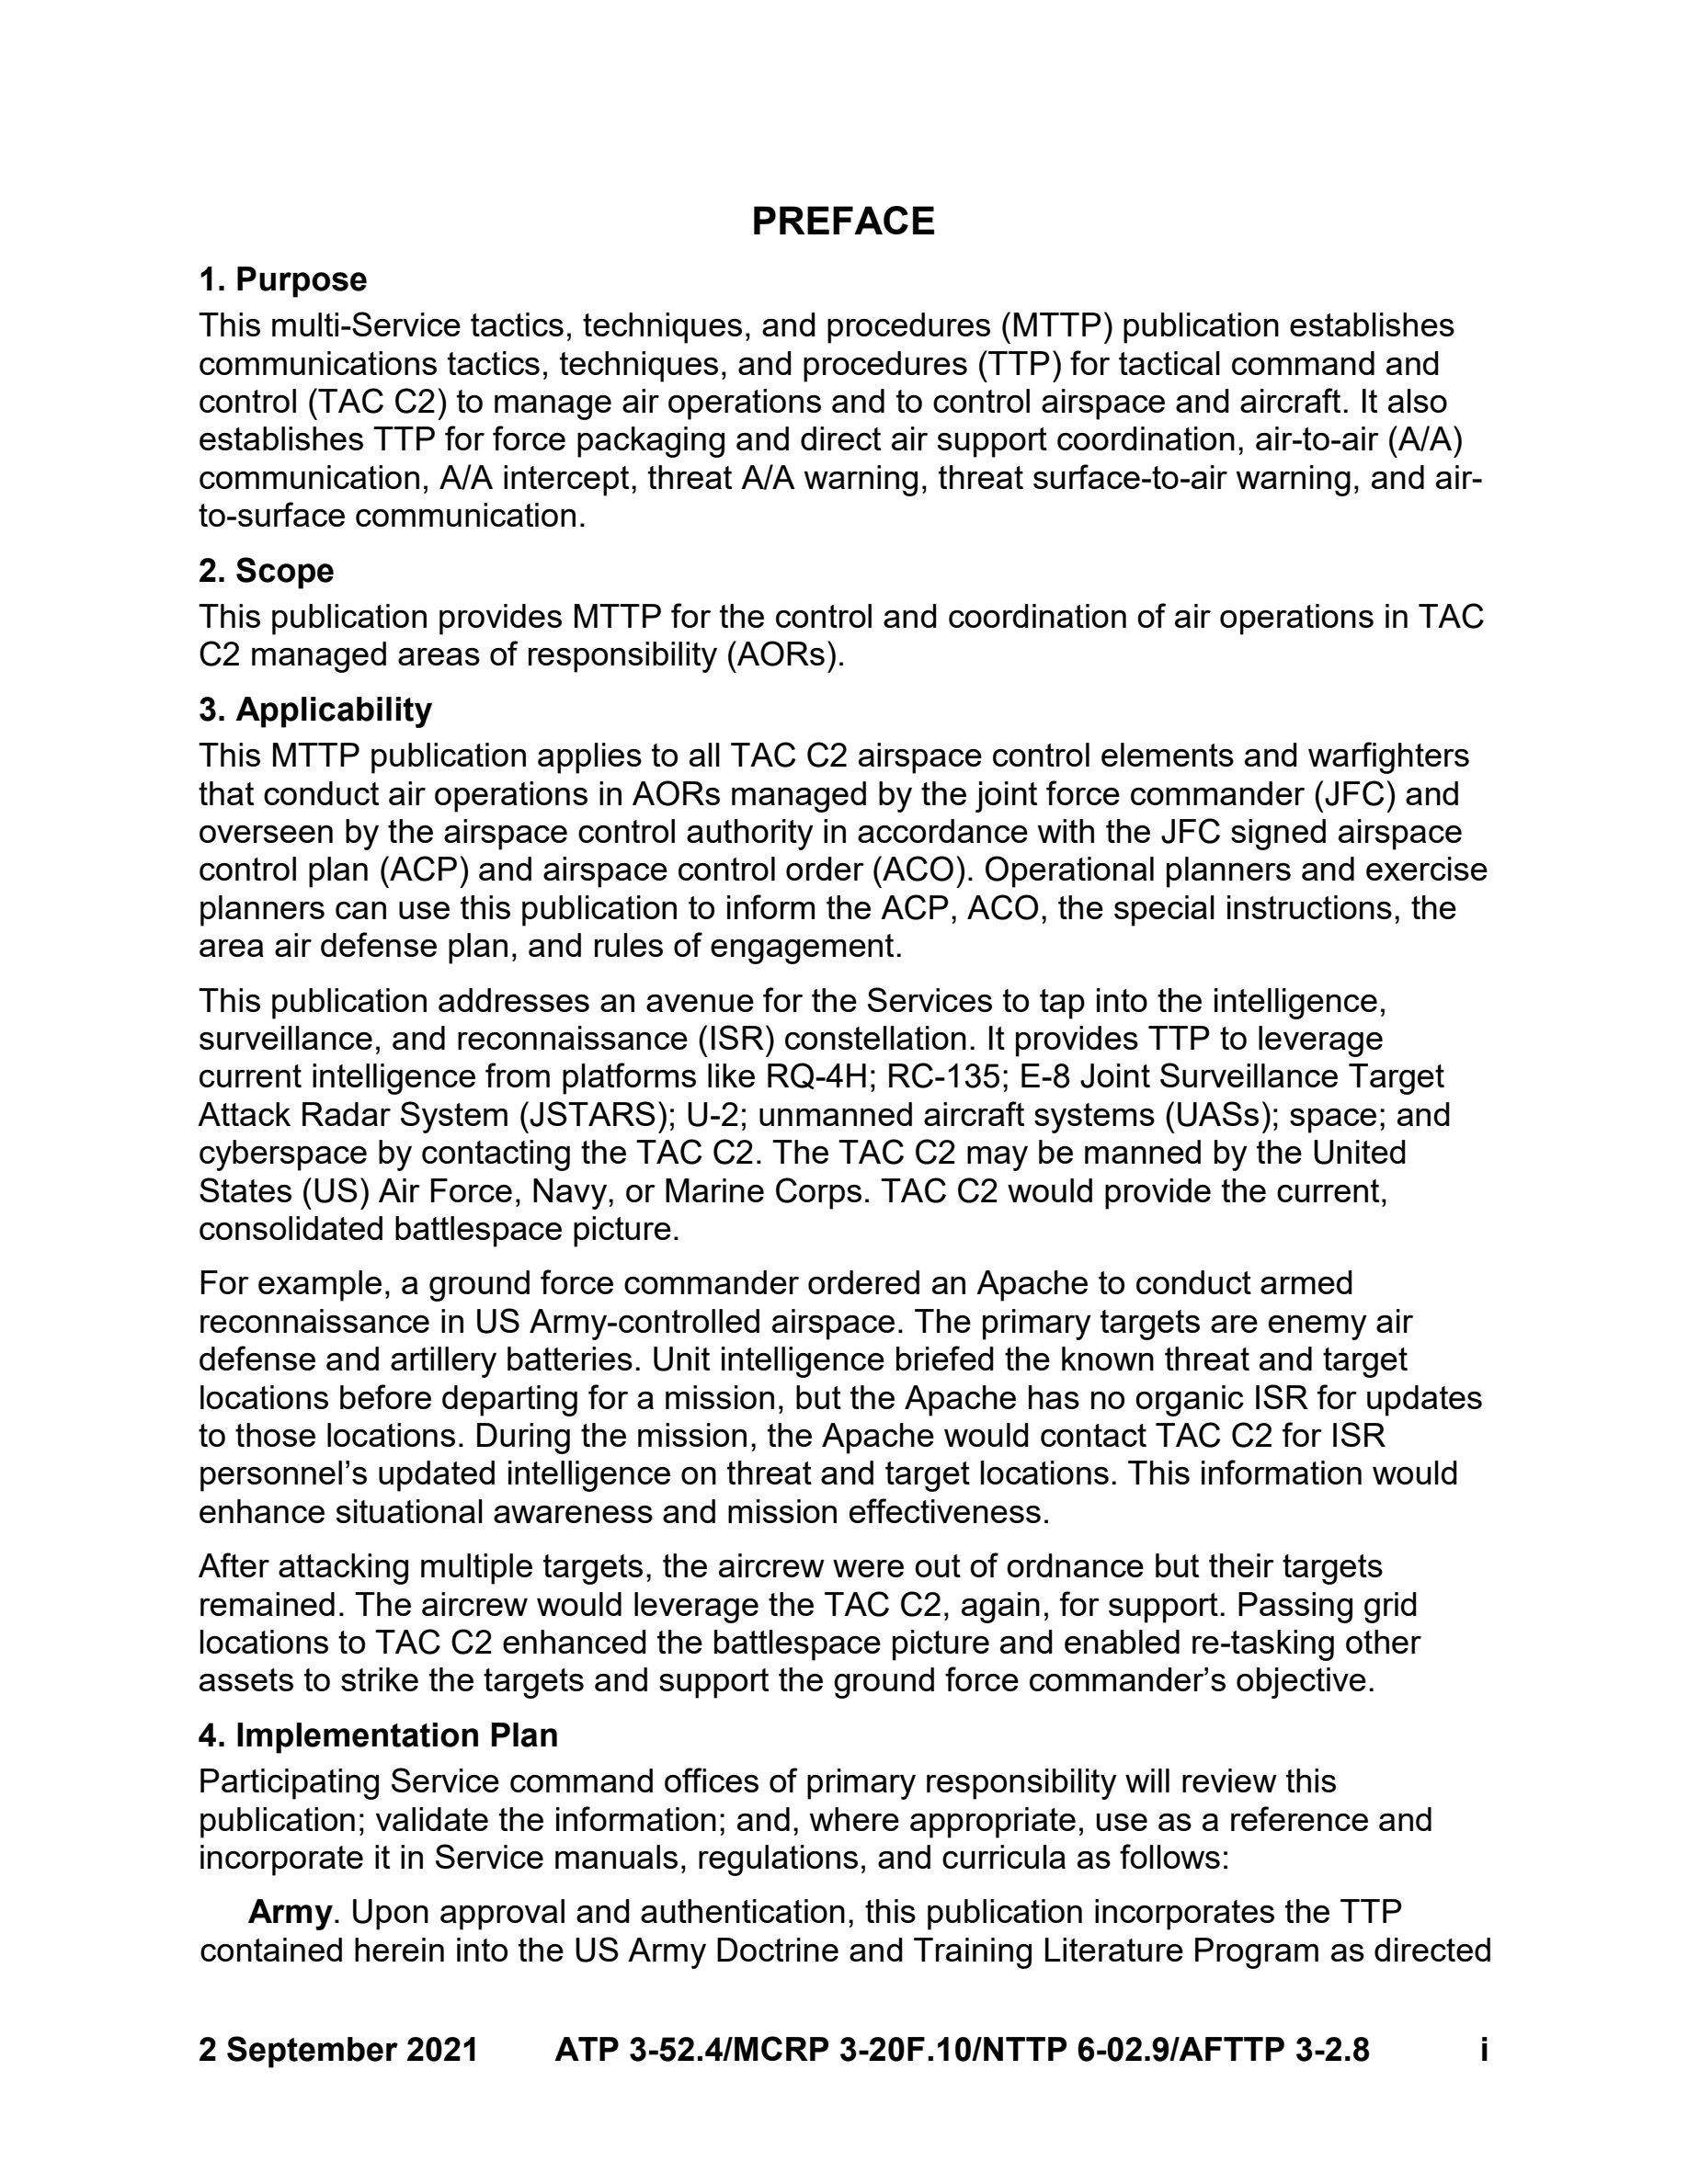 PREFACE
1. Purpose
This multi-Service tactics, techniques, and procedures (MTTP) publication establishes
communications tactics, techniques, and procedures (TTP) for tactical command and
control (TAC C2) to manage air operations and to control airspace and aircraft. It also
establishes TTP for force packaging and direct air support coordination, air-to-air (A/A)
communication, A/A intercept, threat A/A warning, threat surface-to-air warning, and air-
to-surface communication.
2. Scope
This publication provides MTTP for the control and coordination of air operations in TAC
C2 managed areas of responsibility (AORs).
3. Applicability
This MTTP publication applies to all TAC C2 airspace control elements and warfighters
that conduct air operations in AORs managed by the joint force commander (JFC) and
overseen by the airspace control authority in accordance with the JFC signed airspace
control plan (ACP) and airspace control order (ACO). Operational planners and exercise
planners can use this publication to inform the ACP, ACO, the special instructions, the
area air defense plan, and rules of engagement.
This publication addresses an avenue for the Services to tap into the intelligence,
surveillance, and reconnaissance (ISR) constellation. It provides TTP to leverage
current intelligence from platforms like RQ-4H; RC-135; E-8 Joint Surveillance Target
Attack Radar System (JSTARS); U-2; unmanned aircraft systems (UASs); space; and
cyberspace by contacting the TAC C2. The TAC C2 may be manned by the United
States (US) Air Force, Navy, or Marine Corps. TAC C2 would provide the current,
consolidated battlespace picture.
For example, a ground force commander ordered an Apache to conduct armed
reconnaissance in US Army-controlled airspace. The primary targets are enemy air
defense and artillery batteries. Unit intelligence briefed the known threat and target
locations before departing for a mission, but the Apache has no organic ISR for updates
to those locations. During the mission, the Apache would contact TAC C2 for ISR
personnel’s updated intelligence on threat and target locations. This information would
enhance situational awareness and mission effectiveness.
After attacking multiple targets, the aircrew were out of ordnance but their targets
remained. The aircrew would leverage the TAC C2, again, for support. Passing grid
locations to TAC C2 enhanced the battlespace picture and enabled re-tasking other
assets to strike the targets and support the ground force commander’s objective.
4. Implementation Plan
Participating Service command offices of primary responsibility will review this
publication; validate the information; and, where appropriate, use as a reference and
incorporate it in Service manuals, regulations, and curricula as follows:
Army. Upon approval and authentication, this publication incorporates the TTP
contained herein into the US Army Doctrine and Training Literature Program as directed
2 September 2021 ATP 3-52.4/MCRP 3-20F.10/NTTP 6-02.9/AFTTP 3-2.8 i